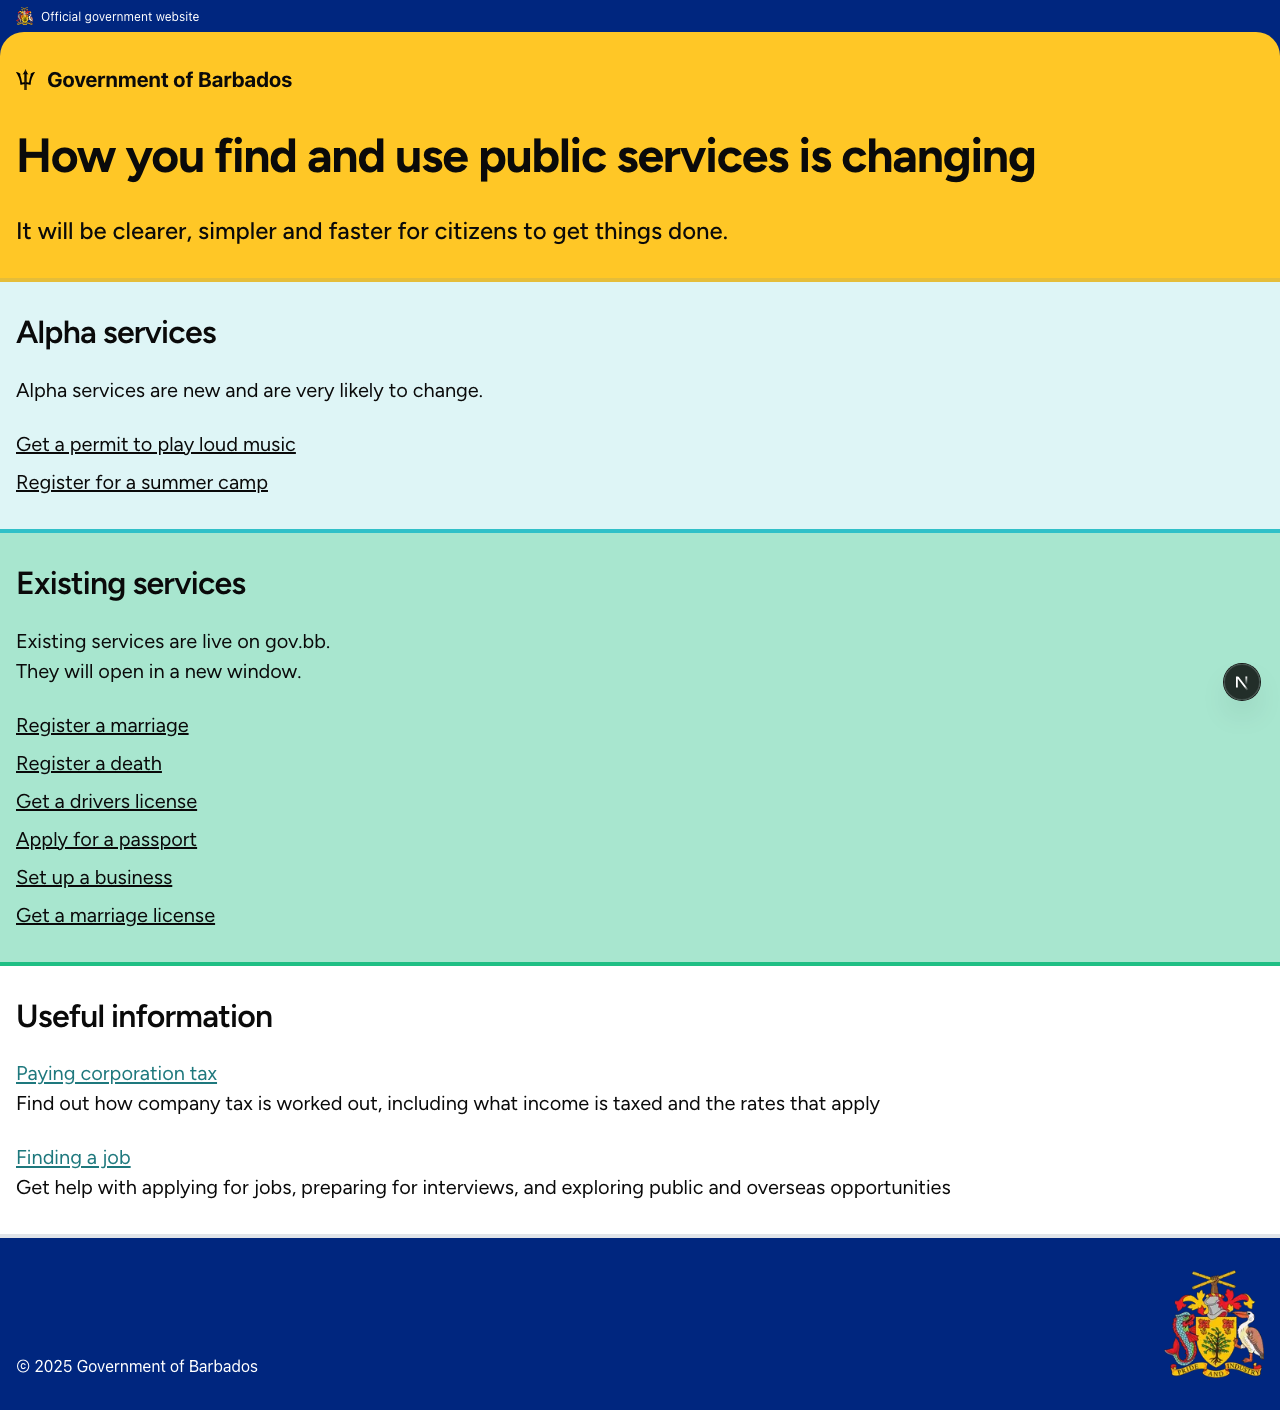 Official government website
Government of Barbados
How you find and use public services is changing
It will be clearer, simpler and faster for citizens to get things done.
Alpha services
Alpha services are new and are very likely to change.
Get a permit to play loud music
Register for a summer camp
Existing services
Existing services are live on gov.bb.
They will open in a new window.
N
Register a marriage
Register a death
Get a drivers license
Apply for a passport
Set up a business
Get a marriage license
Useful information
Paying corporation tax
Find out how company tax is worked out, including what income is taxed and the rates that apply
Finding a job
Get help with applying for jobs, preparing for interviews, and exploring public and overseas opportunities
PRIDE AND INDUSTRY
© 2025 Government of Barbados